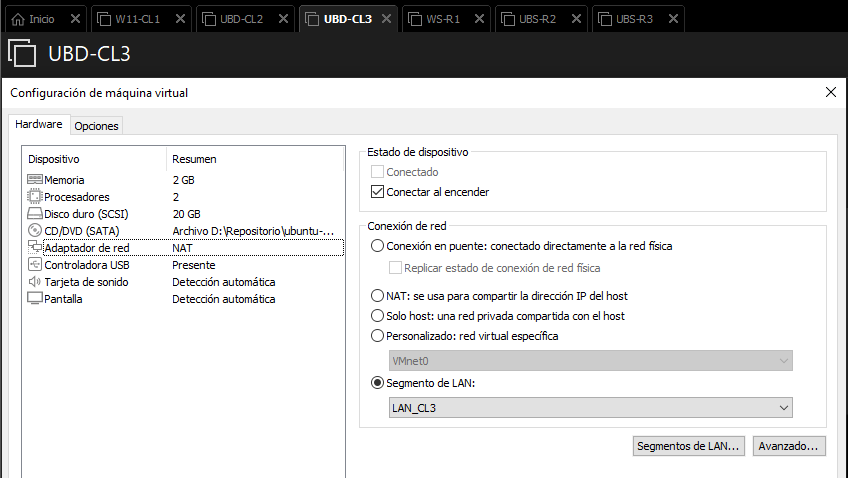 Inicio W11-CL1 UBD-CL2 UBD-CL3 WS-R1 UBS-R2 UBS-R3
UBD-CL3
Configuración de máquina virtual
Hardware Opciones
Dispositivo Resumen
Memoria 2 GB
Procesadores 2
Disco duro (SCSI) 20 GB
CD/DVD (SATA) Archivo D:\Repositorio\ubuntu-...
Adaptador de red NAT
Controladora USB Presente
Tarjeta de sonido Detección automática
Pantalla Detección automática
Estado de dispositivo
Conectado
Conectar al encender
Conexión de red
Conexión en puente: conectado directamente a la red física
Replicar estado de conexión de red física
NAT: se usa para compartir la dirección IP del host
Solo host: una red privada compartida con el host
Personalizado: red virtual específica
VMnet0
Segmento de LAN:
LAN_CL3
Segmentos de LAN... Avanzado...